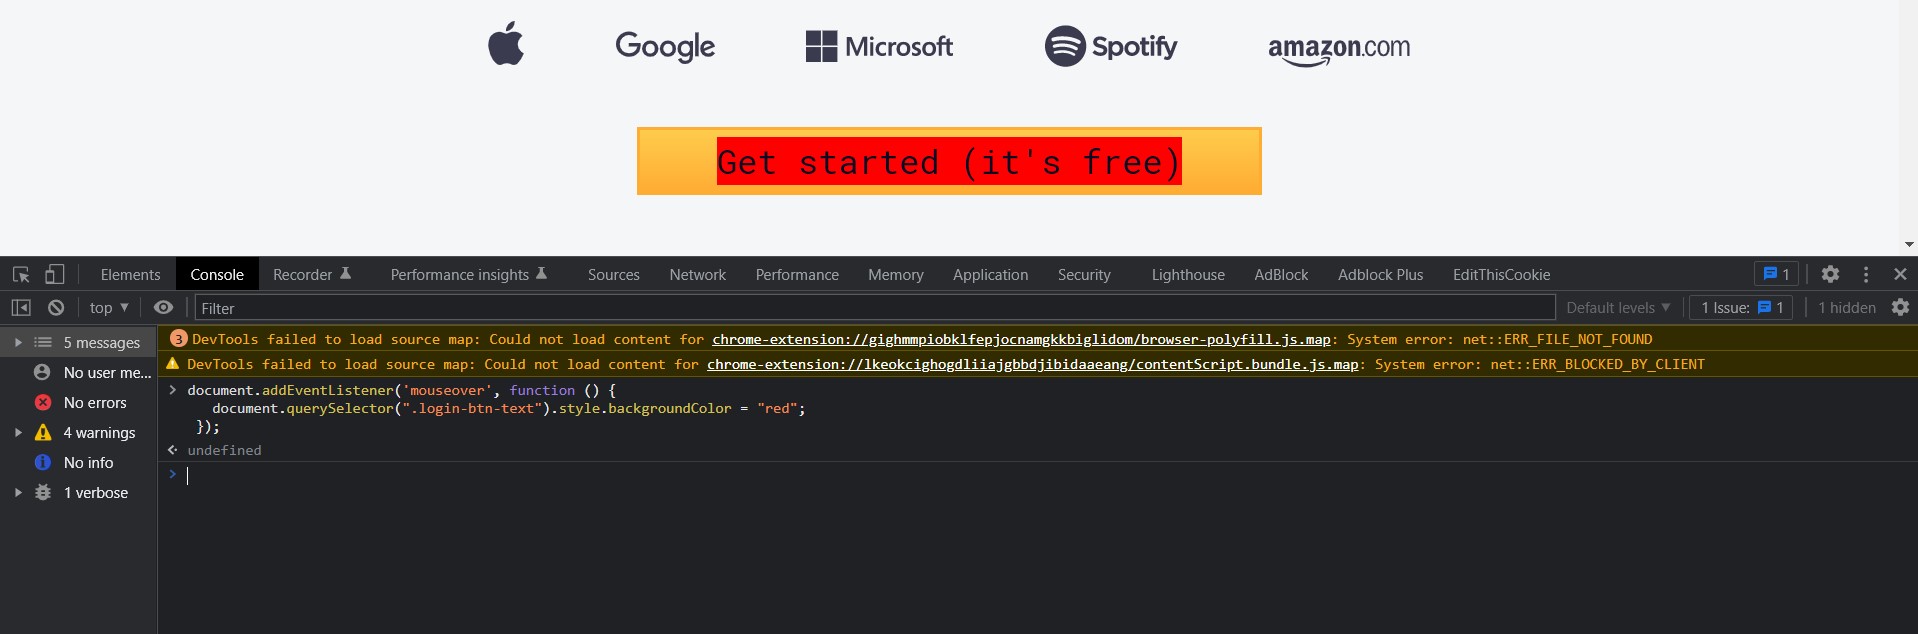 Google Microsoft Spotify amazon.com
Get started (it's free)
Elements Console Recorder Performance insights Sources Network Performance Memory Application Security Lighthouse AdBlock Adblock Plus EditThisCookie 1
top Filter Default levels 1 Issue: 1 1 hidden
5 messages
No user me...
No errors
4 warnings
No info
1 verbose
3 DevTools failed to load source map: Could not load content for chrome-extension://gighmmpiobklfepjocnamgkkbiglidom/browser-polyfill.js.map: System error: net::ERR_FILE_NOT_FOUND
DevTools failed to load source map: Could not load content for chrome-extension://lkeokcighogdliiajgbbdjibidaaeang/contentScript.bundle.js.map: System error: net::ERR_BLOCKED_BY_CLIENT
> document.addEventListener('mouseover', function () {
document.querySelector(".login-btn-text").style.backgroundColor = "red";
});
undefined
>